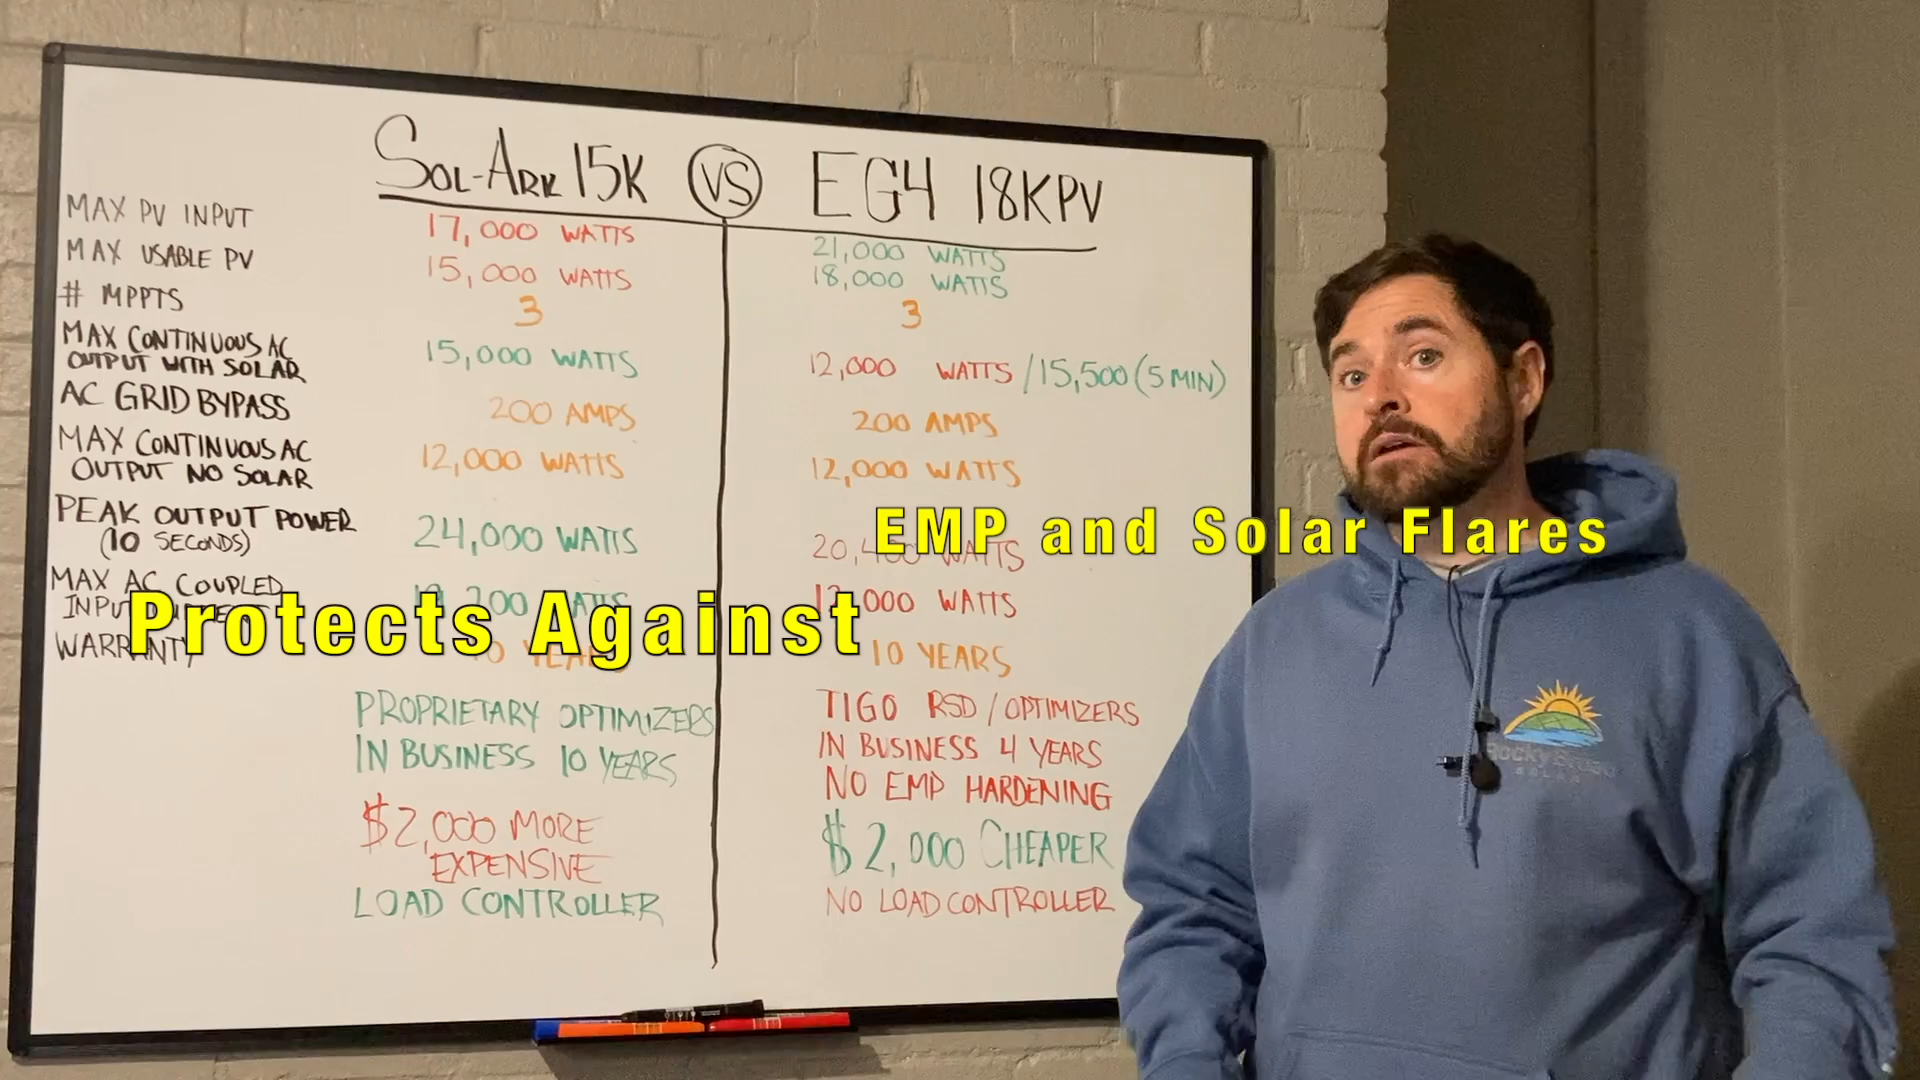 SOL-ARK 15K VS EG4 18KPV
MAX PV INPUT 17,000 WATTS 21,000 WATTS
MAX USABLE PV 15,000 WATTS 18,000 WATTS
# MPPTS 3 3
MAX CONTINUOUS AC
OUTPUT WITH SOLAR 15,000 WATTS 12,000 WATTS / 15,500 (5 MIN)
AC GRID BYPASS 200 AMPS 200 AMPS
MAX CONTINUOUS AC
OUTPUT NO SOLAR 12,000 WATTS 12,000 WATTS
PEAK OUTPUT POWER
(10 SECONDS) 24,000 WATTS WATTS
EMP and Solar Flares
MAX AC COUPLED
INPUT WATTS WATTS
Protects Against
WARRANTY 10 YEARS
PROPRIETARY OPTIMIZERS TIGO RSD / OPTIMIZERS
IN BUSINESS 10 YEARS IN BUSINESS 4 YEARS
NO EMP HARDENING
$2,000 MORE
EXPENSIVE
$2,000 CHEAPER
LOAD CONTROLLER NO LOAD CONTROLLER
SOLAR